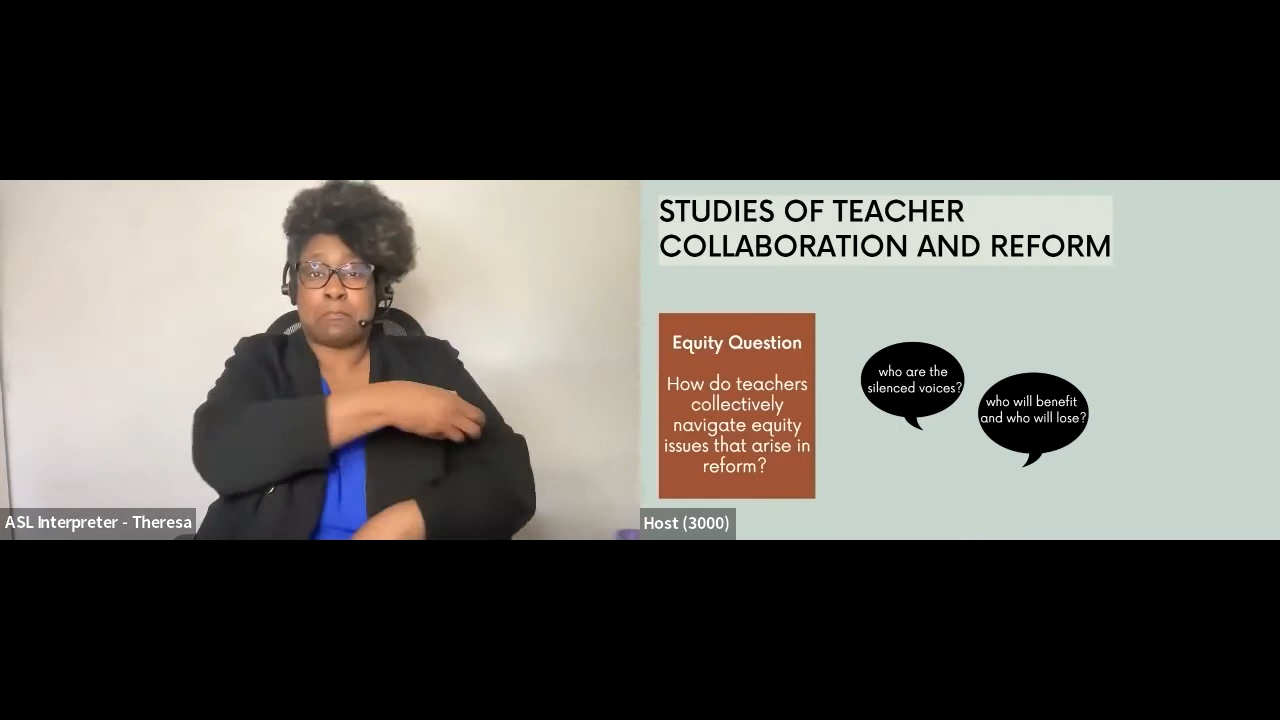 STUDIES OF TEACHER
COLLABORATION AND REFORM
Equity Question
How do teachers
collectively
navigate equity
issues that arise in
reform?
who are the
silenced voices?
who will benefit
and who will lose?
ASL Interpreter - Theresa
Host (3000)